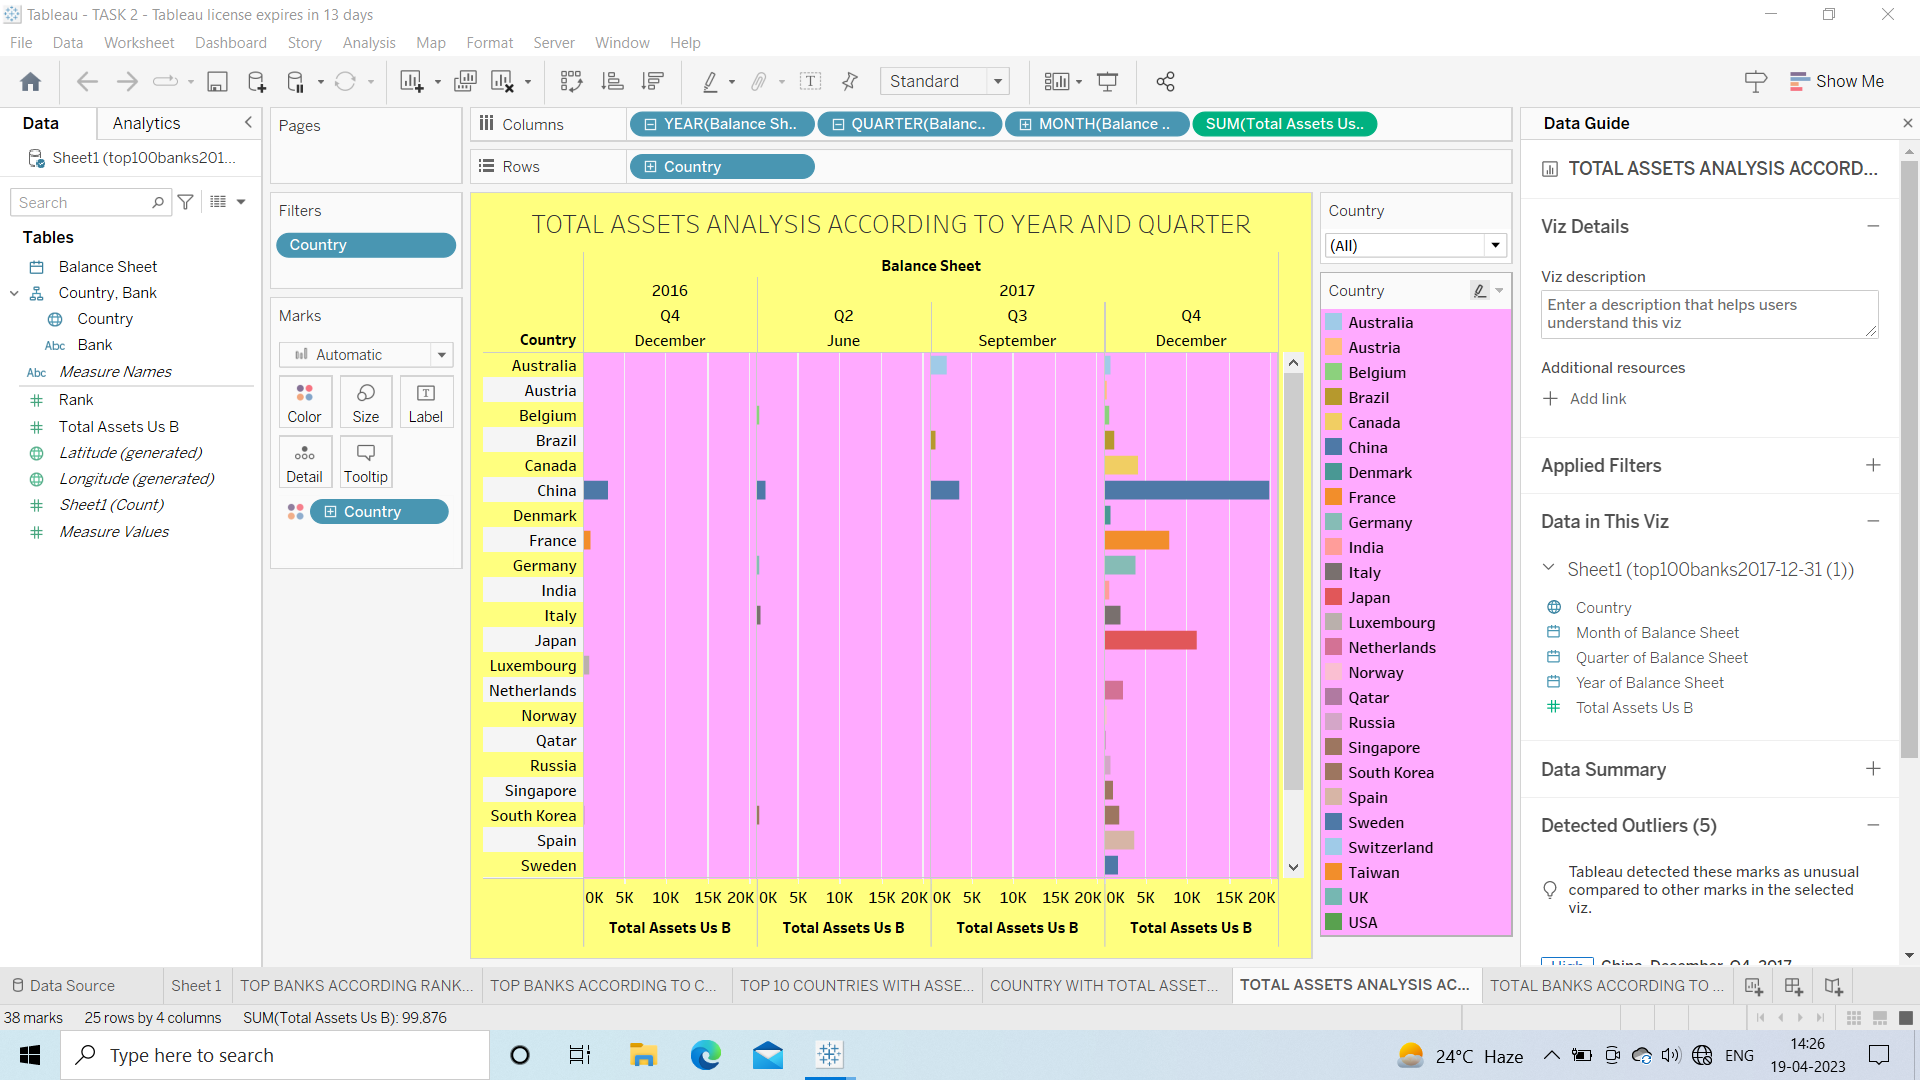 Tableau - TASK 2 - Tableau license expires in 13 days
File Data Worksheet Dashboard Story Analysis Map Format Server Window Help
Standard
Show Me
Data Analytics
Sheet1 (top100banks201...
Search
Tables
Balance Sheet
Country, Bank
Country
Abc Bank
Abc Measure Names
Rank
Total Assets Us B
Latitude (generated)
Longitude (generated)
Sheet1 (Count)
Measure Values
Pages
Filters
Country
Marks
Automatic
Color Size Label
Detail Tooltip
Country
Columns YEAR(Balance Sh.. QUARTER(Balanc.. MONTH(Balance .. SUM(Total Assets Us..
Rows Country
TOTAL ASSETS ANALYSIS ACCORDING TO YEAR AND QUARTER
Balance Sheet
2016 2017
Q4 Q2 Q3 Q4
Country December June September December
Australia
Austria
Belgium
Brazil
Canada
China
Denmark
France
Germany
India
Italy
Japan
Luxembourg
Netherlands
Norway
Qatar
Russia
Singapore
South Korea
Spain
Sweden
0K 5K 10K 15K 20K 0K 5K 10K 15K 20K 0K 5K 10K 15K 20K 0K 5K 10K 15K 20K
Total Assets Us B Total Assets Us B Total Assets Us B Total Assets Us B
Country
(All)
Country
Australia
Austria
Belgium
Brazil
Canada
China
Denmark
France
Germany
India
Italy
Japan
Luxembourg
Netherlands
Norway
Qatar
Russia
Singapore
South Korea
Spain
Sweden
Switzerland
Taiwan
UK
USA
Data Guide
TOTAL ASSETS ANALYSIS ACCORD...
Viz Details
Viz description
Enter a description that helps users
understand this viz
Additional resources
Add link
Applied Filters
Data in This Viz
Sheet1 (top100banks2017-12-31 (1))
Country
Month of Balance Sheet
Quarter of Balance Sheet
Year of Balance Sheet
Total Assets Us B
Data Summary
Detected Outliers (5)
Tableau detected these marks as unusual
compared to other marks in the selected
viz.
High China, December, Q4, 2017
Data Source Sheet 1 TOP BANKS ACCORDING RANK... TOP BANKS ACCORDING TO C... TOP 10 COUNTRIES WITH ASSE... COUNTRY WITH TOTAL ASSET... TOTAL ASSETS ANALYSIS AC... TOTAL BANKS ACCORDING TO ...
38 marks 25 rows by 4 columns SUM(Total Assets Us B): 99,876
Type here to search
24°C Haze
ENG
14:26
19-04-2023